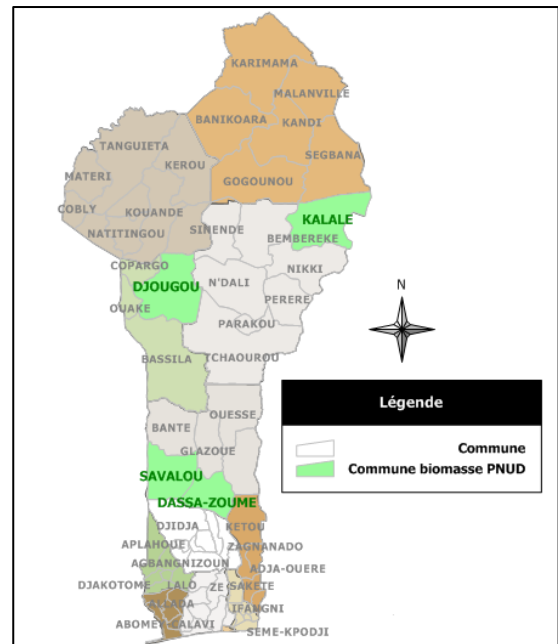 KARIMAMA
MALANVILLE
BANIKOARA
KANDI
TANGUIETA
KEROU
SEGBANA
MATERI
GOGOUNOU
COBLY
KOUANDE
KALALE
NATITINGOU
SINENDE
BEMBEREKE
COPARGO
NIKKI
DJOUGOU
N'DALI
PERERE
OUAKE
PARAKOU
BASSILA
TCHAOUROU
N
Légende
Commune
Commune biomasse PNUD
OUESSE
BANTE
GLAZOUE
SAVALOU
DASSA-ZOUME
DJIDJA
KETOU
APLAHOUE
ZAGNANADO
AGBANGNIZOUN
ADJA-OUERE
DJAKOTOME
LALO
ZE
SAKETE
ALLADA
IFANGNI
ABOMEY-CALAVI
SEME-KPODJI